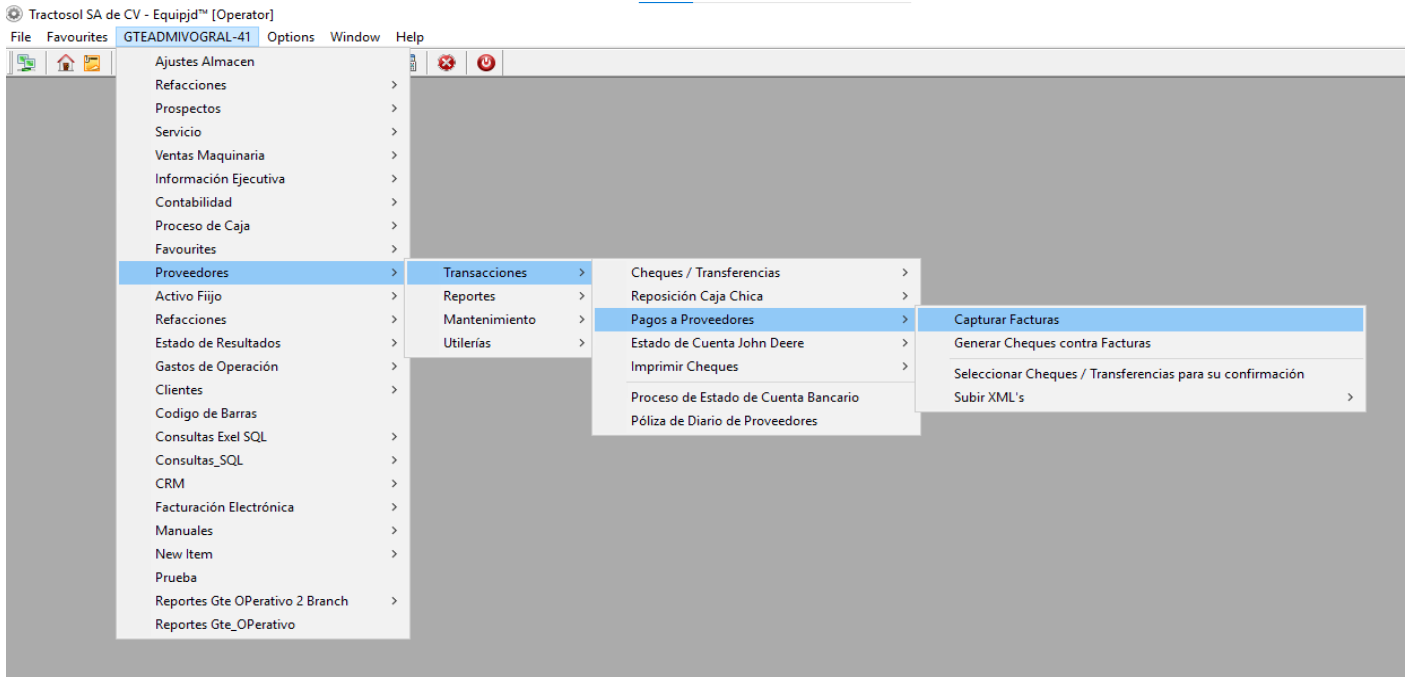 Tractosol SA de CV - Equipjd™ [Operator]
File Favourites GTEADMIVOGRAL-41 Options Window Help
Ajustes Almacen
Refacciones
Prospectos
Servicio
Ventas Maquinaria
Información Ejecutiva
Contabilidad
Proceso de Caja
Favourites
Proveedores
Activo Fiijo
Refacciones
Estado de Resultados
Gastos de Operación
Clientes
Codigo de Barras
Consultas Exel SQL
Consultas_SQL
CRM
Facturación Electrónica
Manuales
New Item
Prueba
Reportes Gte OPerativo 2 Branch
Reportes Gte_OPerativo
Transacciones
Reportes
Mantenimiento
Utilerías
Cheques / Transferencias
Reposición Caja Chica
Pagos a Proveedores
Estado de Cuenta John Deere
Imprimir Cheques
Proceso de Estado de Cuenta Bancario
Póliza de Diario de Proveedores
Capturar Facturas
Generar Cheques contra Facturas
Seleccionar Cheques / Transferencias para su confirmación
Subir XML's